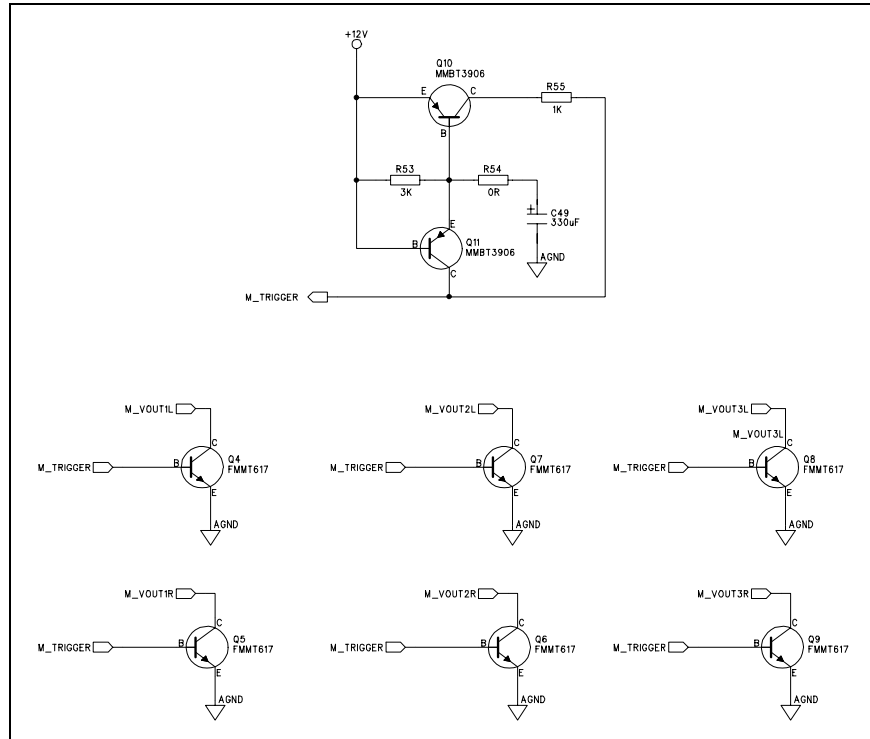 +12V
Q10
MMBT3906
E
C
B
R55
1K
R53
3K
R54
0R
C49
330uF
+
AGND
E
B
C
Q11
MMBT3906
M_TRIGGER
M_VOUT1L
M_TRIGGER
B
C
E
Q4
FMMT617
AGND
M_VOUT2L
M_TRIGGER
B
C
E
Q7
FMMT617
AGND
M_VOUT3L
M_VOUT3L
M_TRIGGER
B
C
E
Q8
FMMT617
AGND
M_VOUT1R
M_TRIGGER
B
C
E
Q5
FMMT617
AGND
M_VOUT2R
M_TRIGGER
B
C
E
Q6
FMMT617
AGND
M_VOUT3R
M_TRIGGER
B
C
E
Q9
FMMT617
AGND